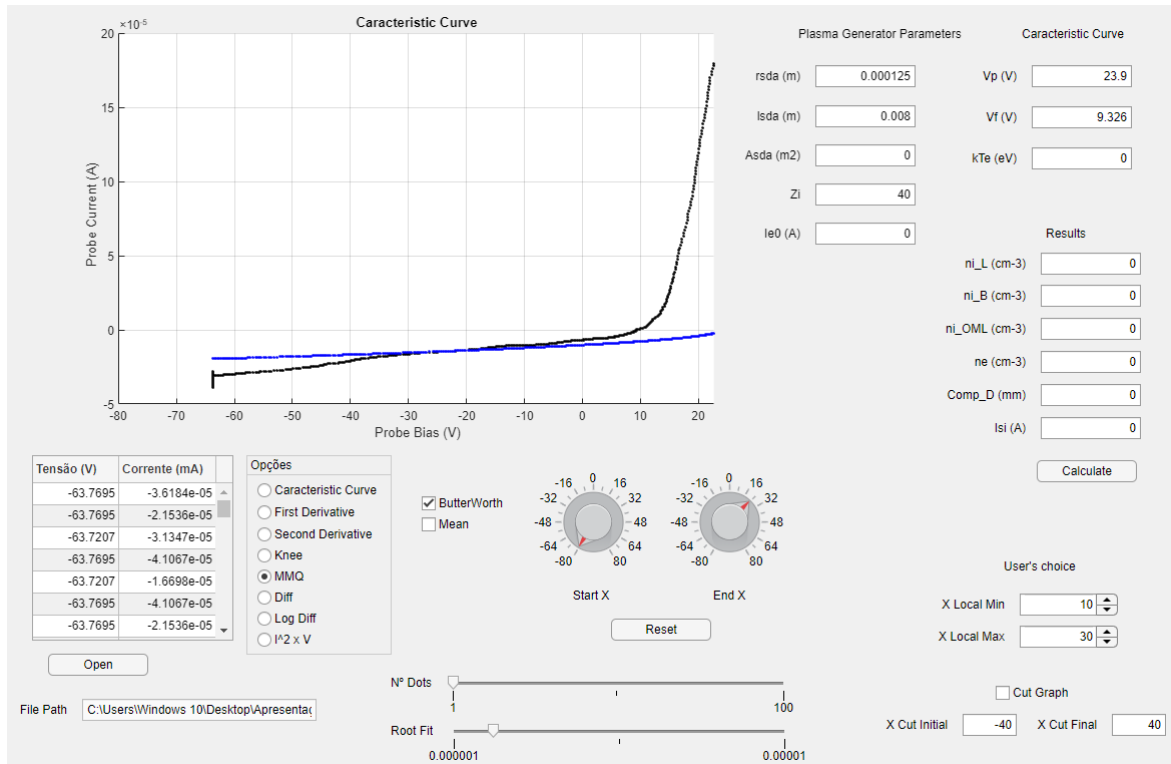 Caracteristic Curve
×10-5
20
15
10
5
0
-5
Probe Current (A)
-80 -70 -60 -50 -40 -30 -20 -10 0 10 20
Probe Bias (V)
Plasma Generator Parameters
rsda (m) 0.000125
lsda (m) 0.008
Asda (m2) 0
Zi 40
Ie0 (A) 0
Caracteristic Curve
Vp (V) 23.9
Vf (V) 9.326
kTe (eV) 0
Results
ni_L (cm-3) 0
ni_B (cm-3) 0
ni_OML (cm-3) 0
ne (cm-3) 0
Comp_D (mm) 0
Isi (A) 0
Calculate
Tensão (V) Corrente (mA)
-63.7695 -3.6184e-05
-63.7695 -2.1536e-05
-63.7207 -3.1347e-05
-63.7695 -4.1067e-05
-63.7207 -1.6698e-05
-63.7695 -4.1067e-05
-63.7695 -2.1536e-05
Open
File Path C:\Users\Windows 10\Desktop\Apresentaç
Opções
Caracteristic Curve
First Derivative
Second Derivative
Knee
MMQ
Diff
Log Diff
I^2 x V
ButterWorth
Mean
-80 -64 -48 -32 -16 0 16 32 48 64 80
Start X
-80 -64 -48 -32 -16 0 16 32 48 64 80
End X
Reset
Nº Dots
1 100
Root Fit
0.000001 0.00001
User's choice
X Local Min 10
X Local Max 30
Cut Graph
X Cut Initial -40 X Cut Final 40